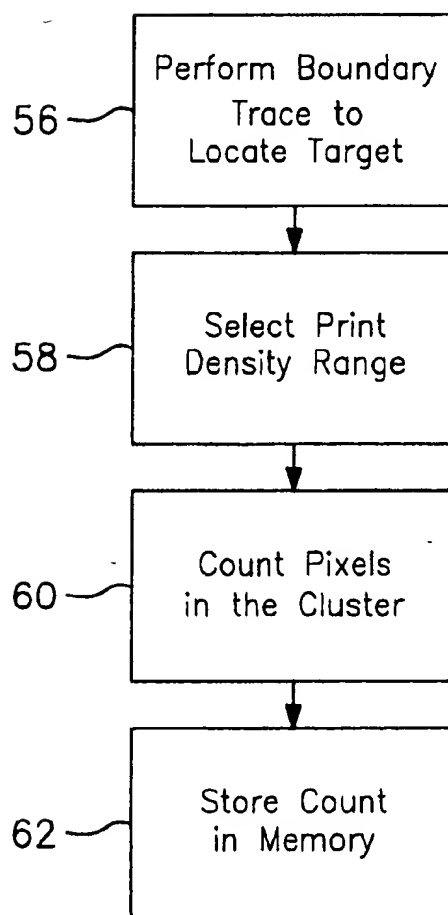 56
Perform Boundary
Trace to
Locate Target
58
Select Print
Density Range
60
Count Pixels
in the Cluster
62
Store Count
in Memory